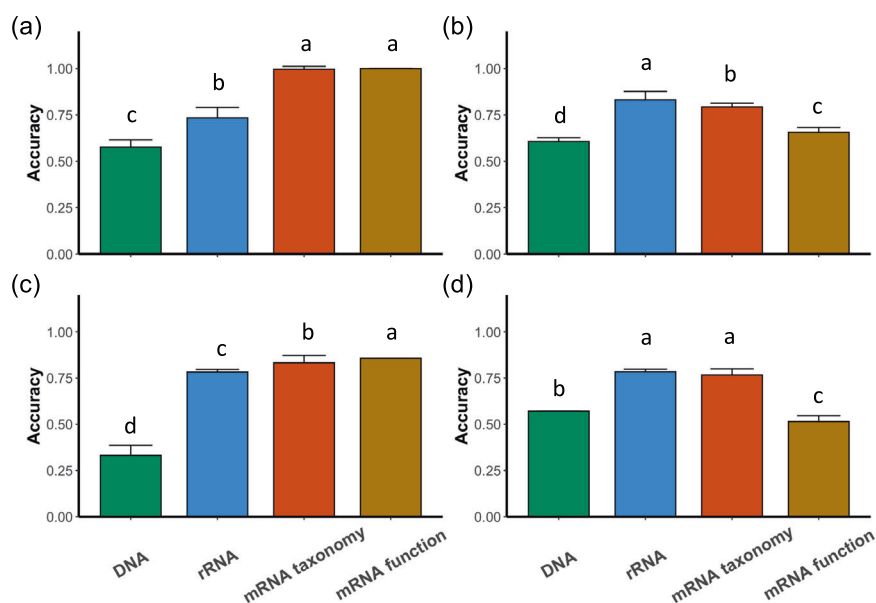 (a)
a
a
b
c
1.00
0.75
0.50
0.25
0.00
Accuracy
(b)
a
b
c
d
1.00
0.75
0.50
0.25
0.00
Accuracy
(c)
a
b
c
d
1.00
0.75
0.50
0.25
0.00
Accuracy
DNA
rRNA
mRNA taxonomy
mRNA function
(d)
a
a
b
c
1.00
0.75
0.50
0.25
0.00
Accuracy
DNA
rRNA
mRNA taxonomy
mRNA function